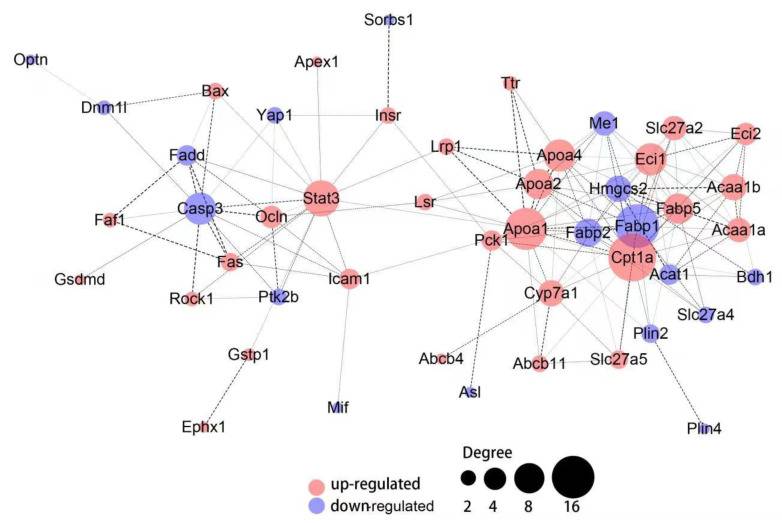 Sorbs1
Optn
Apex1
Ttr
Bax
Dnm1l
Yap1
Insr
Me1
Slc27a2
Eci2
Lrp1
Fadd
Apoa4
Eci1
Apoa2
Hmgcs2
Acaa1b
Stat3
Lsr
Casp3
Ocln
Fabp5
Faf1
Apoa1
Fabp2
Fabp1
Acaa1a
Pck1
Fas
Cpt1a
Gsdmd
Icam1
Acat1
Bdh1
Rock1
Ptk2b
Cyp7a1
Slc27a4
Plin2
Gstp1
Abcb4
Abcb11
Slc27a5
Asl
Mif
Ephx1
Plin4
Degree
up-regulated
down-regulated
2 4 8 16